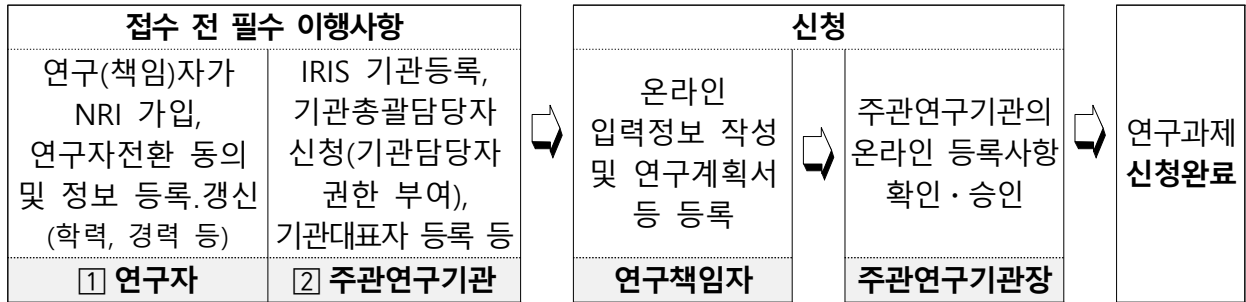 접수 전 필수 이행사항
연구(책임)자가
NRI 가입,
연구자전환 동의
및 정보 등록.갱신
(학력, 경력 등)
1 연구자
IRIS 기관등록,
기관총괄담당자
신청(기관담당자
권한 부여),
기관대표자 등록 등
2 주관연구기관
신청
온라인
입력정보 작성
및 연구계획서
등 등록
연구책임자
주관연구기관의
온라인 등록사항
확인·승인
주관연구기관장
연구과제
신청완료